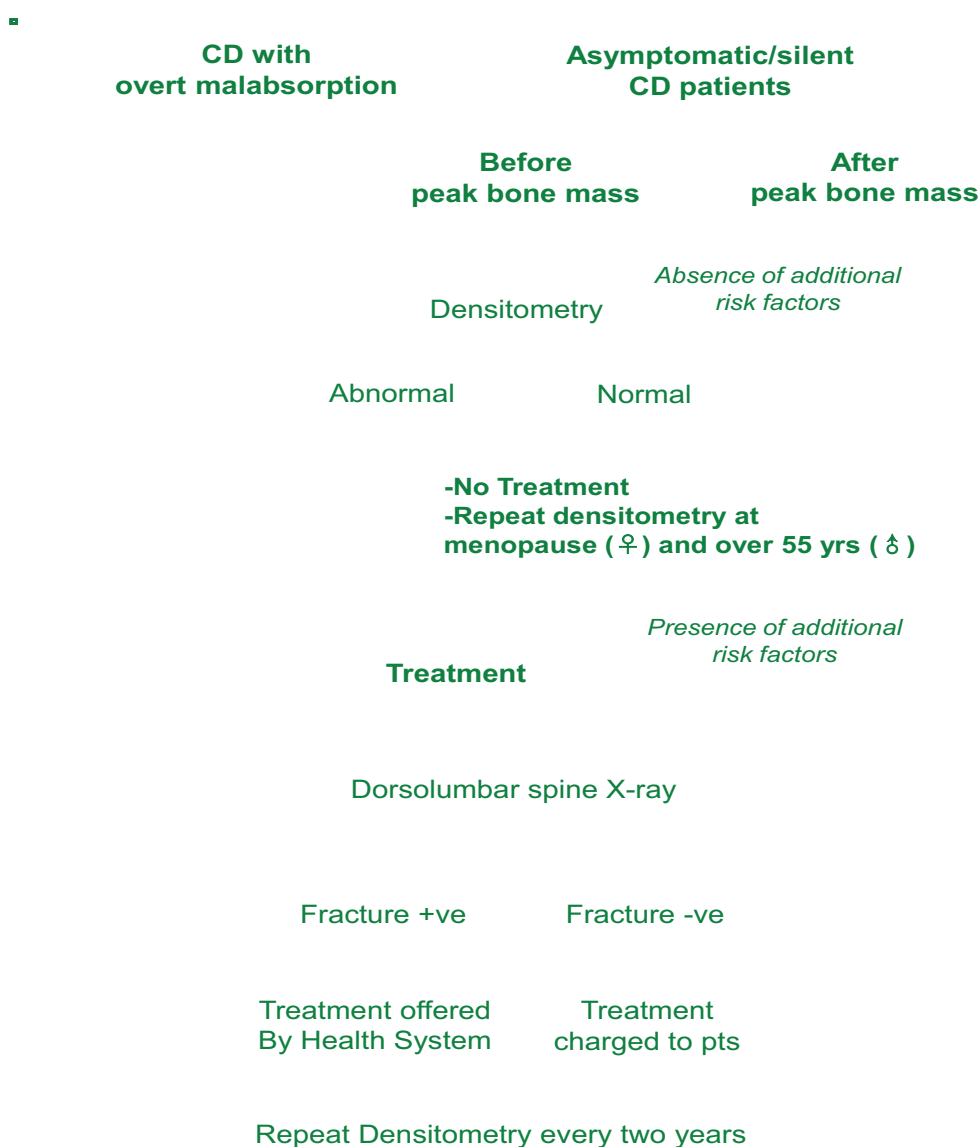 CD with
overt malabsorption
Asymptomatic/silent
CD patients
Before
peak bone mass
After
peak bone mass
Absence of additional
risk factors
Densitometry
Abnormal
Normal
-No Treatment
-Repeat densitometry at
menopause (♀) and over 55 yrs (♂)
Presence of additional
risk factors
Treatment
Dorsolumbar spine X-ray
Fracture +ve
Fracture -ve
Treatment offered
By Health System
Treatment
charged to pts
Repeat Densitometry every two years